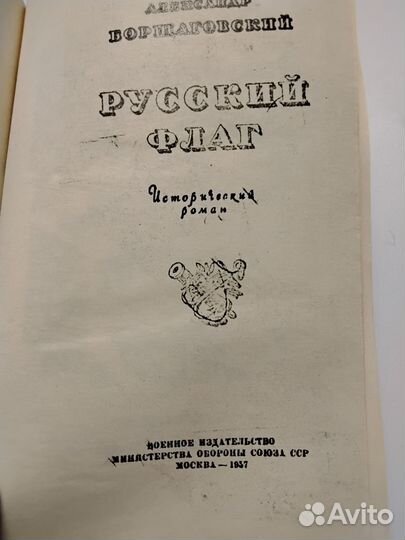 АЛЕКСАНДР
БОРЩАГОВСКИЙ
РУССКИЙ
ФЛАГ
Исторический
роман
ВОЕННОЕ ИЗДАТЕЛЬСТВО
МИНИСТЕРСТВА ОБОРОНЫ СОЮЗА ССР
МОСКВА — 1957
Avito